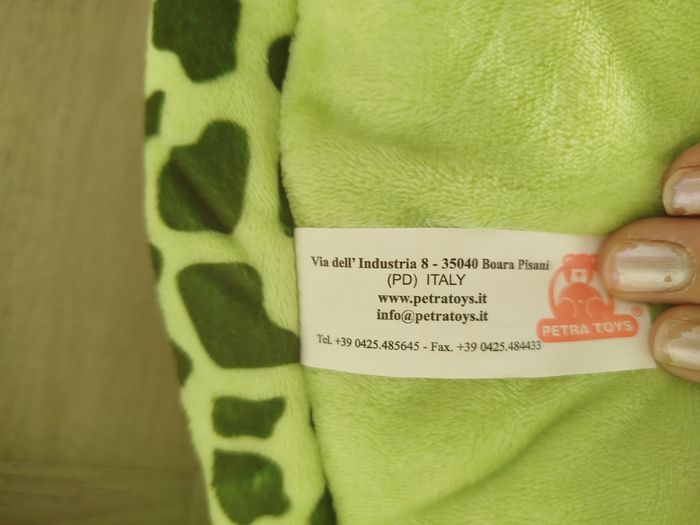 Via dell' Industria 8 - 35040 Boara Pisani
(PD) ITALY
www.petratoys.it
info@petratoys.it
Tel. +39 0425.485645 - Fax. +39 0425.484433
PETRA TOYS